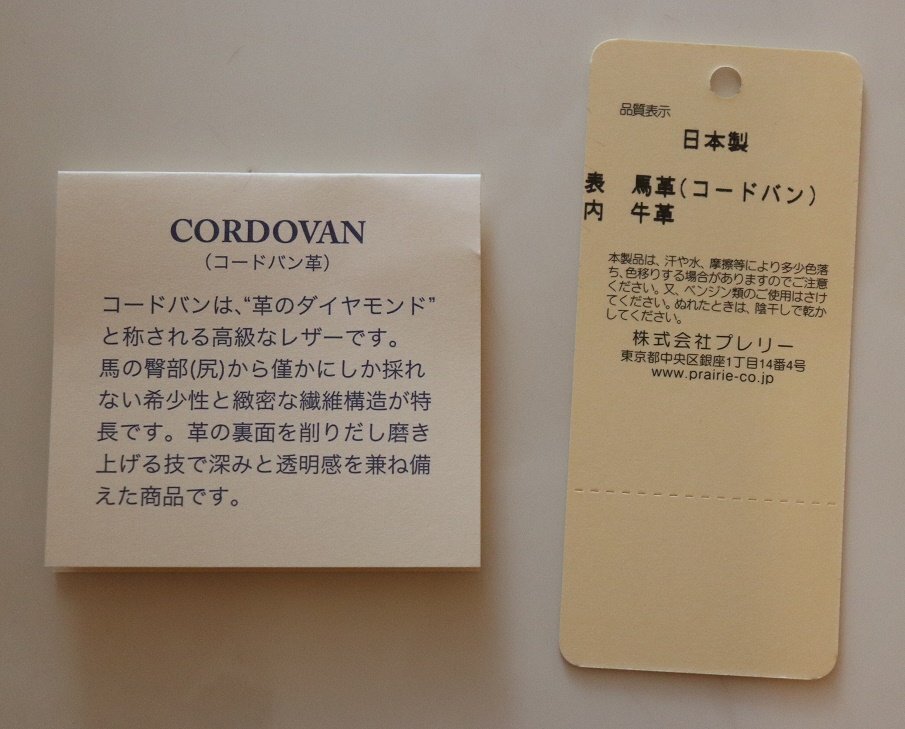 CORDOVAN
（コードバン革）
コードバンは、“革のダイヤモンド”
と称される高級なレザーです。
馬の臀部(尻)から僅かにしか採れ
ない希少性と緻密な繊維構造が特
長です。革の裏面を削りだし磨き
上げる技で深みと透明感を兼ね備
えた商品です。
品質表示
日本製
表　馬革(コードバン)
内　牛革
本製品は、汗や水、摩擦等により多少色落
ち、色移りする場合がありますのでご注意
ください。又、ベンジン類のご使用はさけ
てください。ぬれたときは、陰干しで乾か
してください。
株式会社プレリー
東京都中央区銀座1丁目14番4号
www.prairie-co.jp